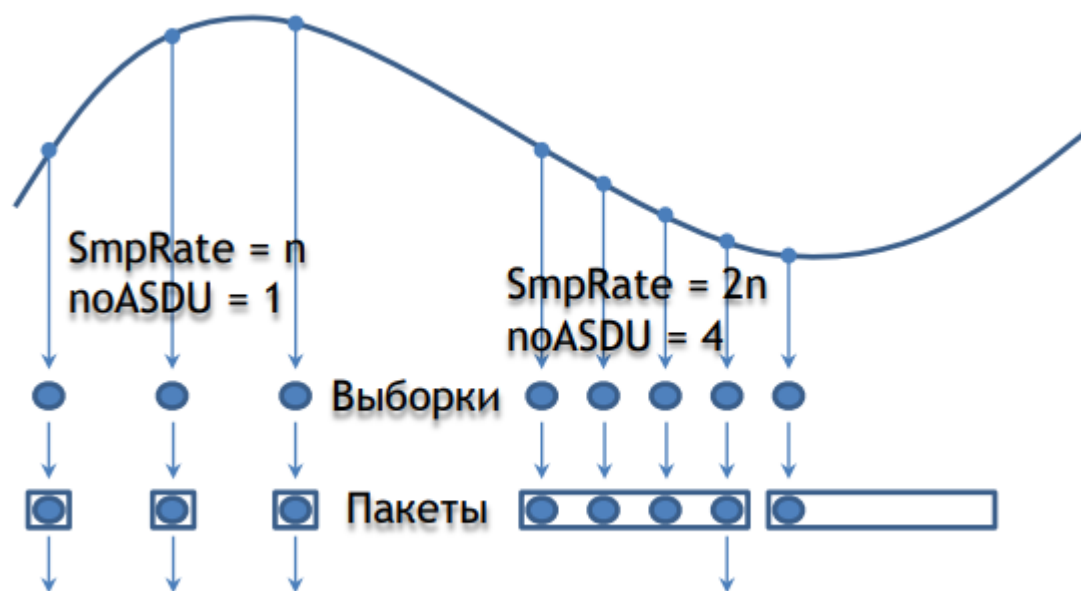 SmpRate = n
noASDU = 1
SmpRate = 2n
noASDU = 4
Выборки
Пакеты